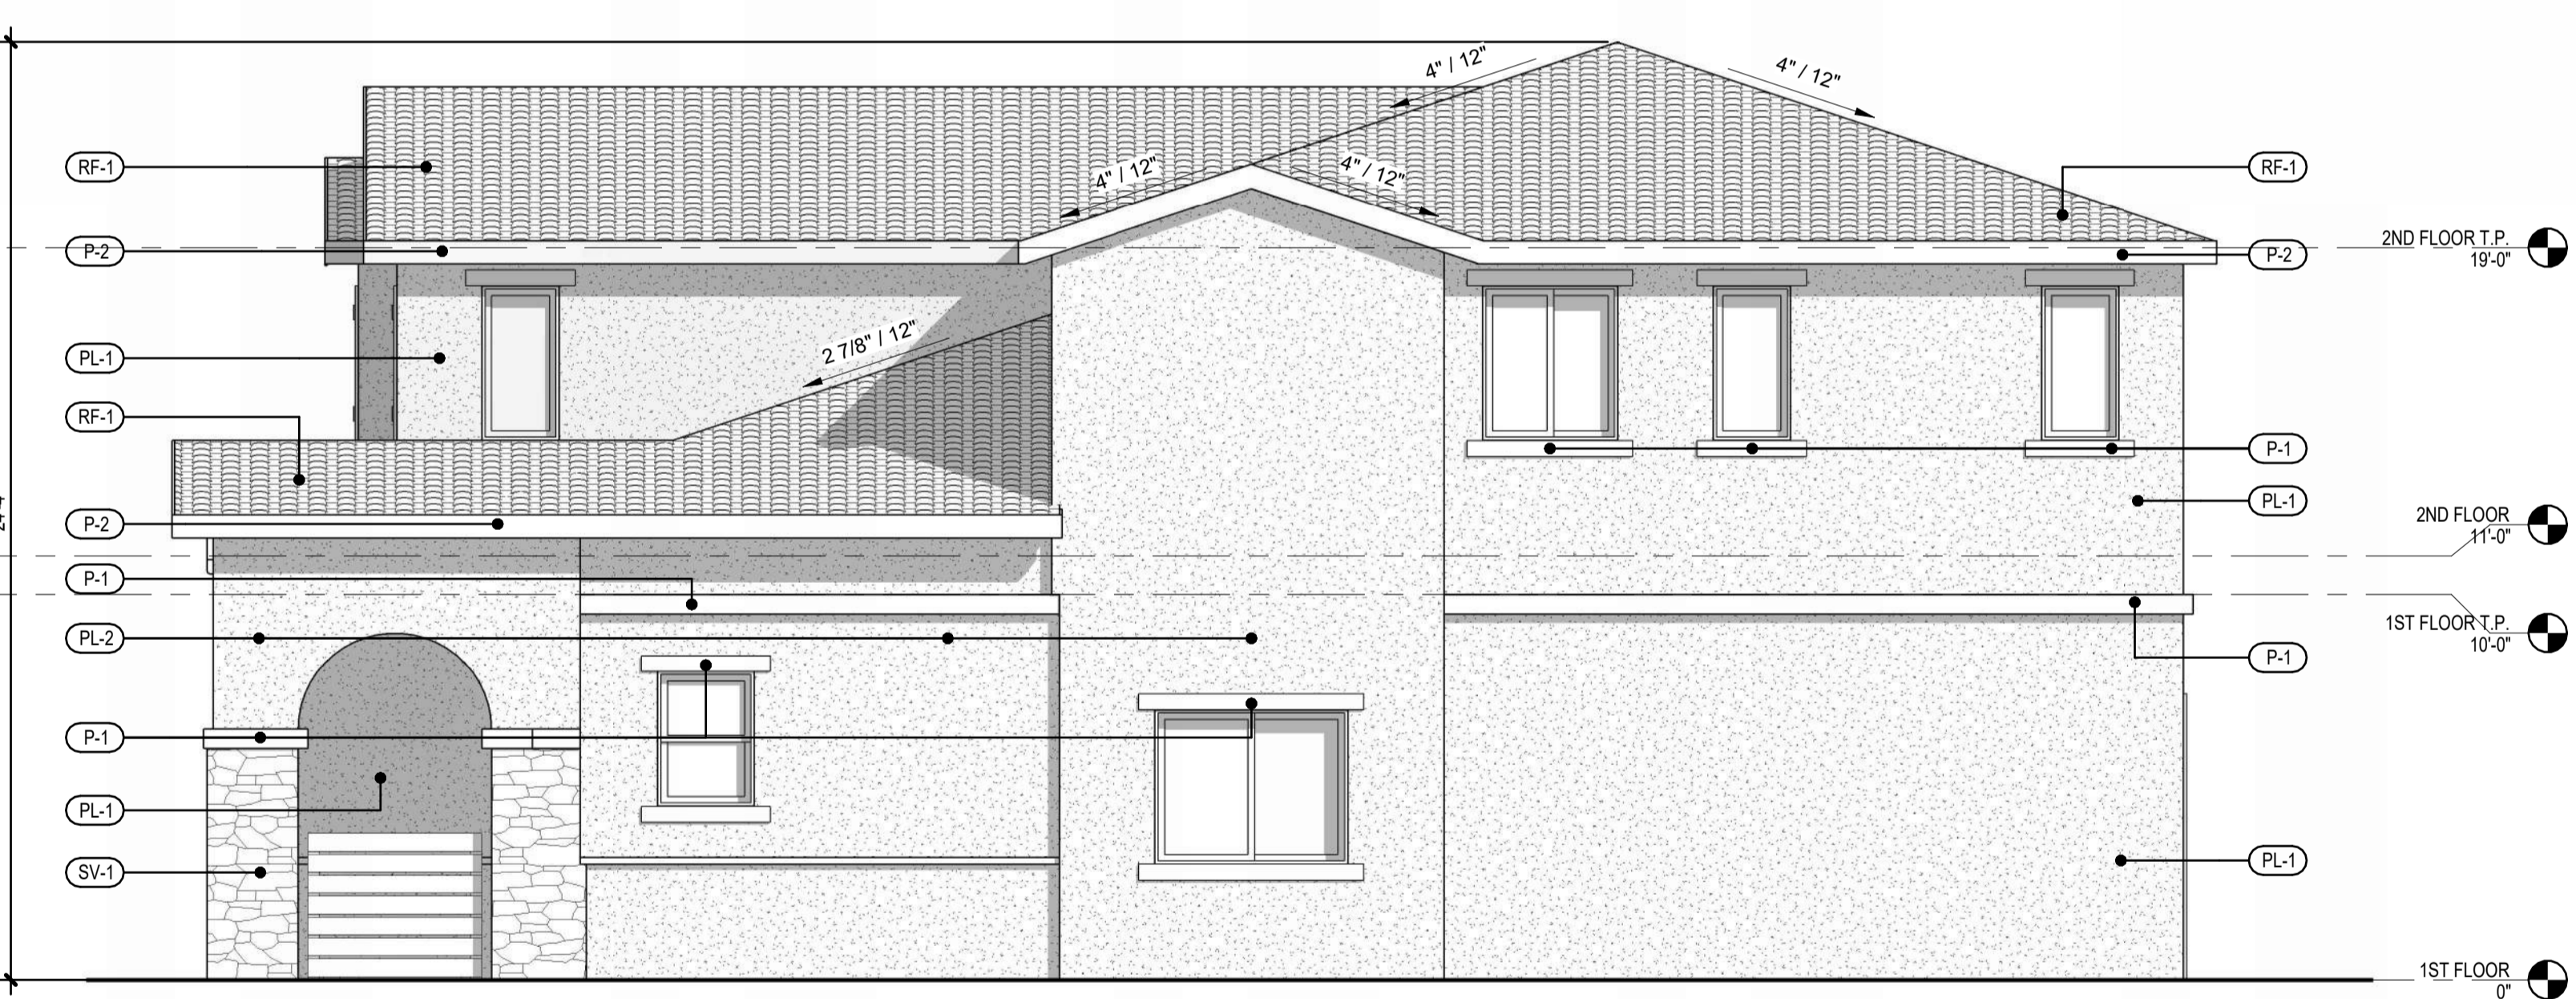 4" / 12"
4" / 12"
RF-1
4" / 12"
4" / 12"
RF-1
P-2
2ND FLOOR T.P.
19'-0"
P-2
2 7/8" / 12"
PL-1
RF-1
P-1
PL-1
P-2
2ND FLOOR
11'-0"
P-1
PL-2
1ST FLOOR T.P.
10'-0"
P-1
P-1
PL-1
SV-1
PL-1
1ST FLOOR
0"